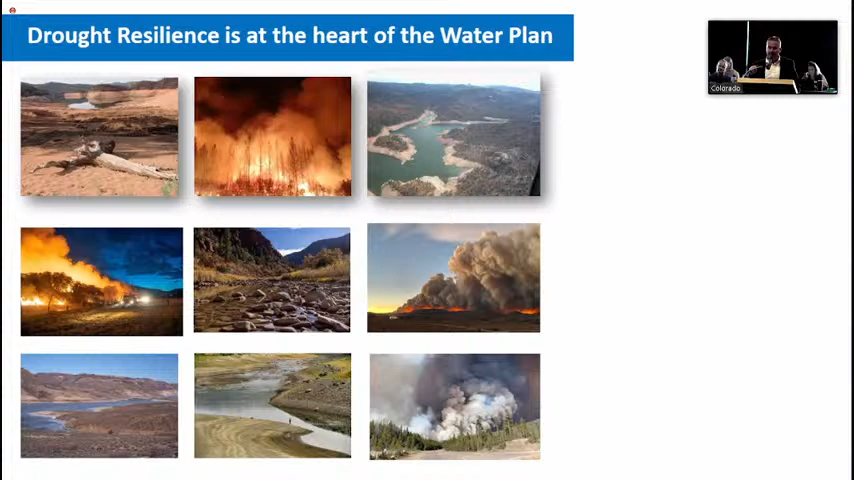 Drought Resilience is at the heart of the Water Plan
Colorado